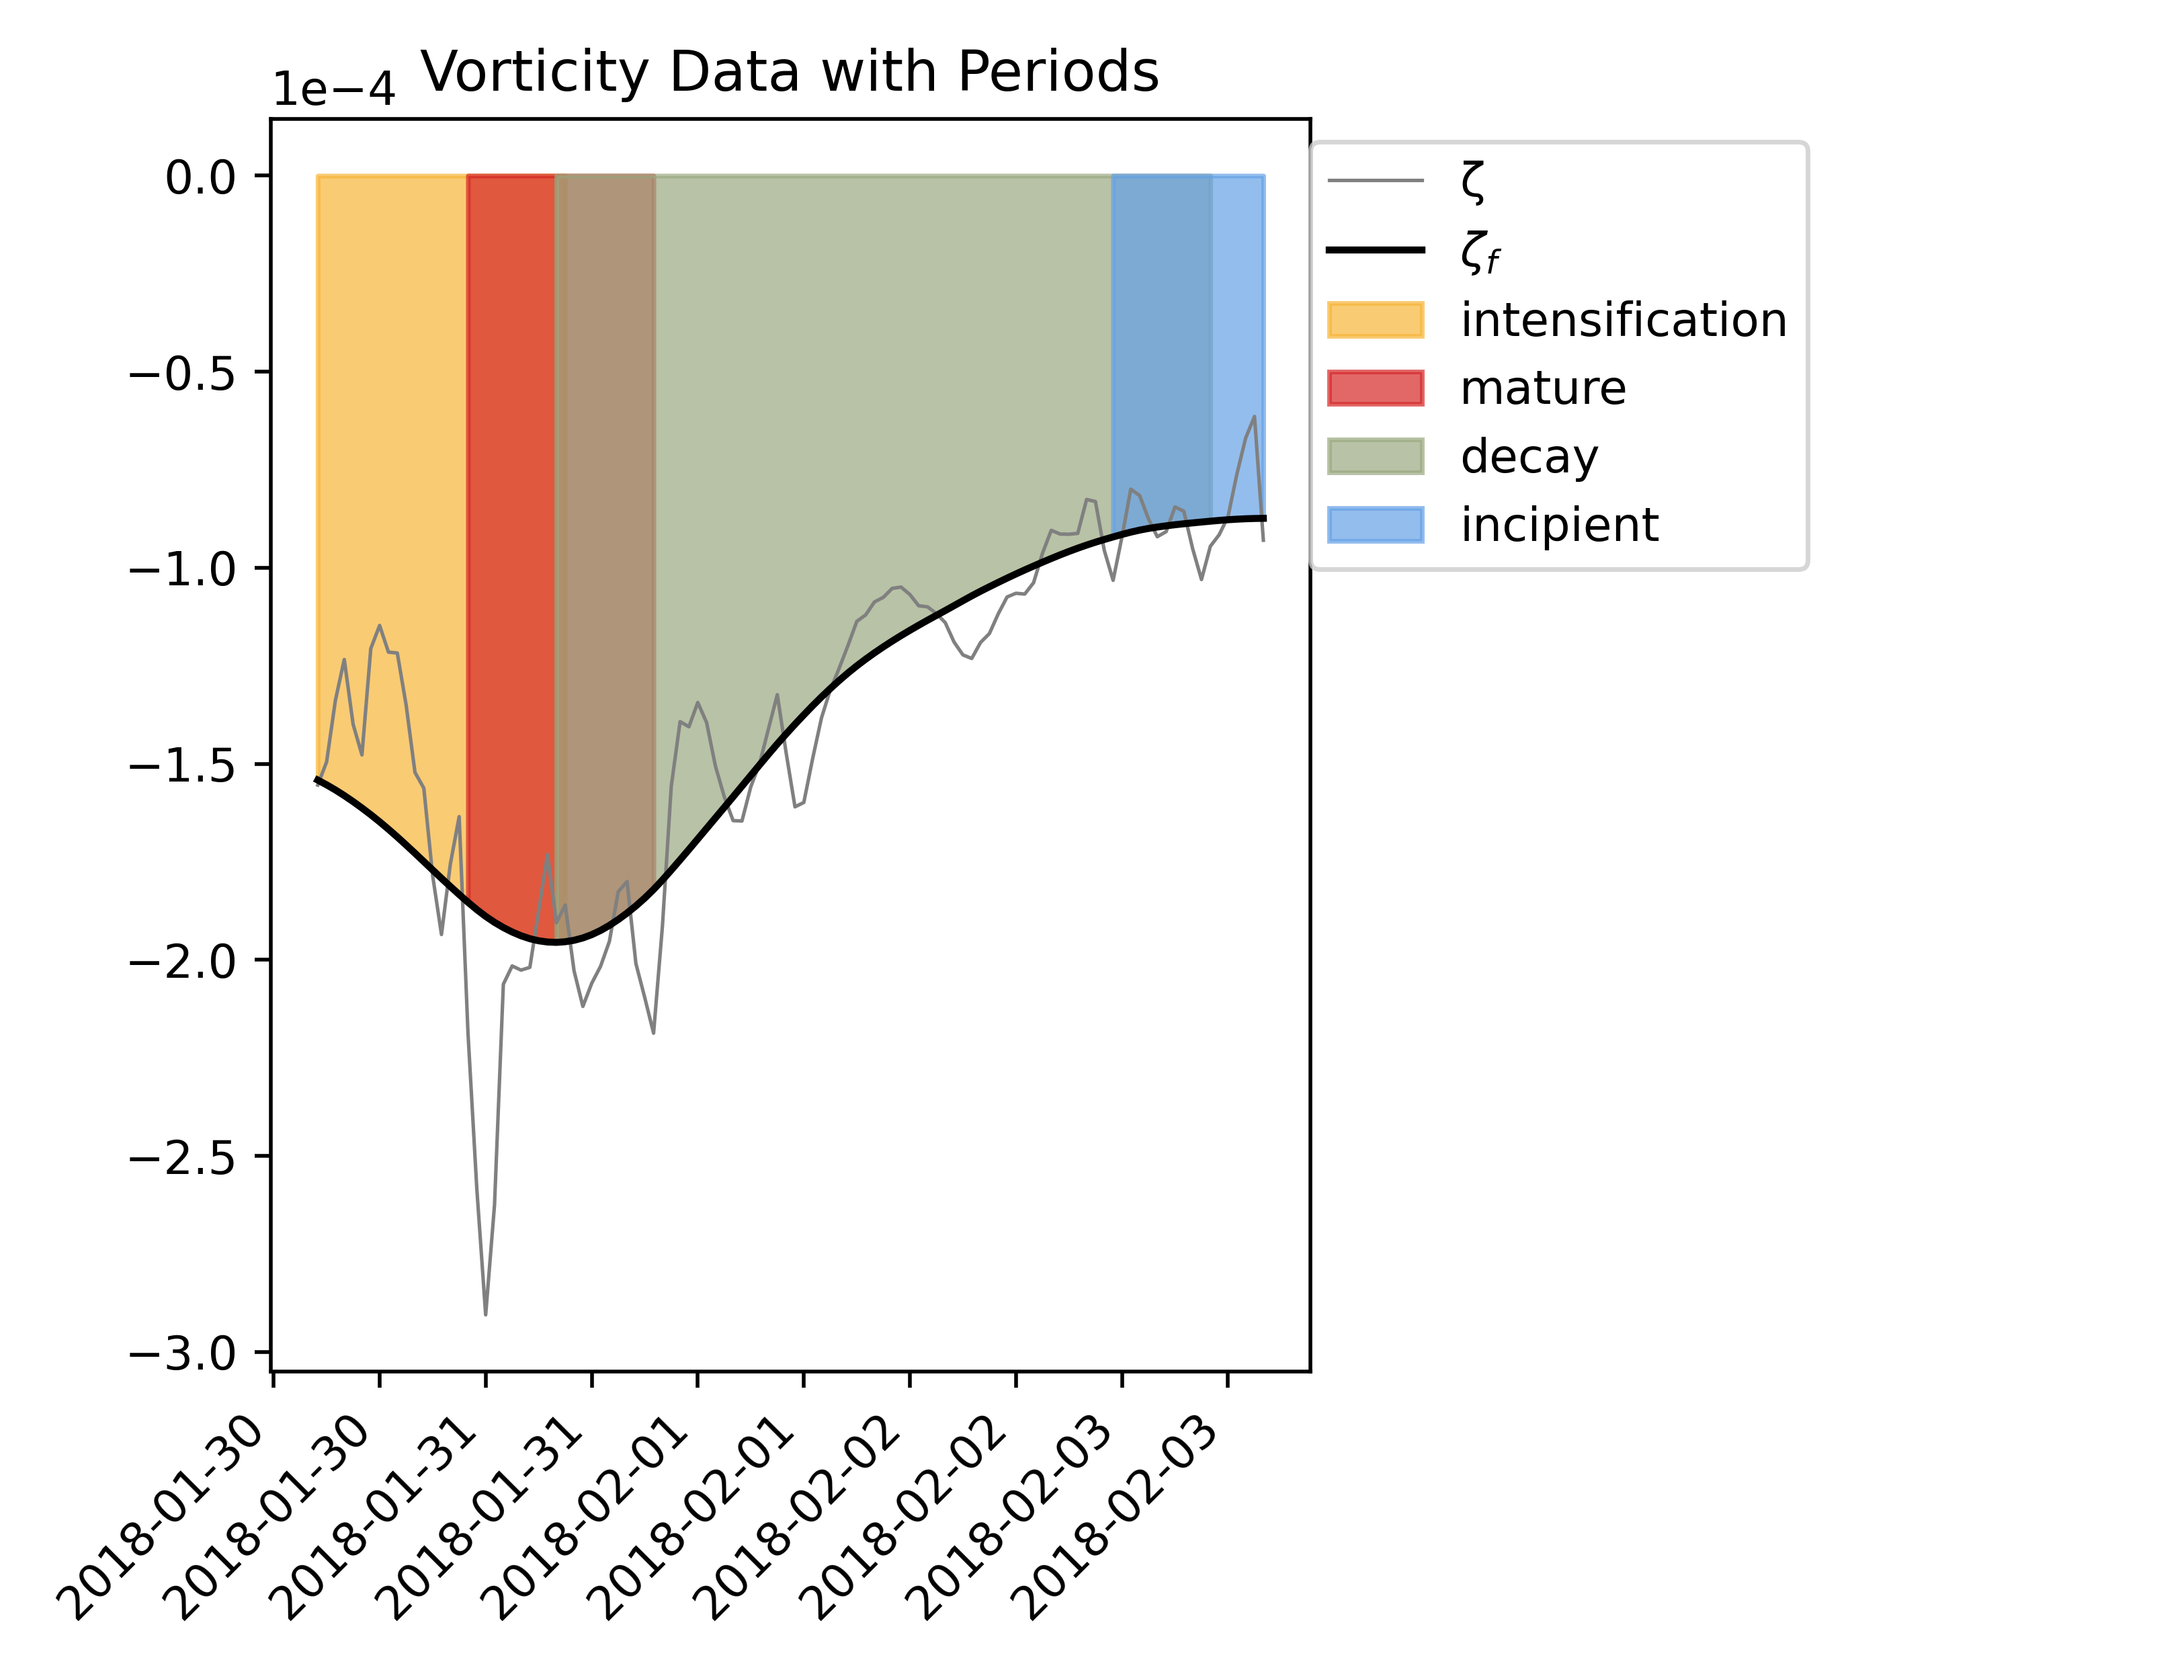 Vorticity Data with Periods
1e−4
0.0
−0.5
−1.0
−1.5
−2.0
−2.5
−3.0
2018-01-30
2018-01-30
2018-01-31
2018-01-31
2018-02-01
2018-02-01
2018-02-02
2018-02-02
2018-02-03
2018-02-03
ζ
ζf
intensification
mature
decay
incipient